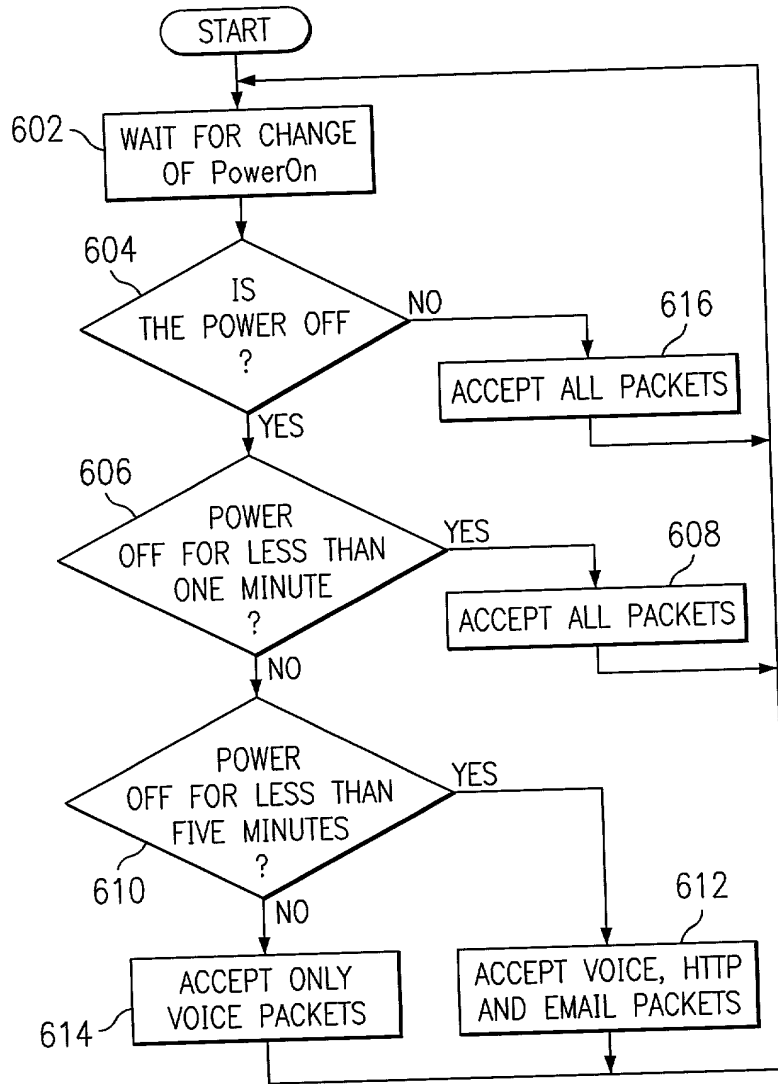 START
602
WAIT FOR CHANGE
OF PowerOn
604
IS
THE POWER OFF
?
NO
616
ACCEPT ALL PACKETS
YES
606
POWER
OFF FOR LESS THAN
ONE MINUTE
?
YES
608
ACCEPT ALL PACKETS
NO
POWER
OFF FOR LESS THAN
FIVE MINUTES
?
YES
610
NO
612
ACCEPT ONLY
VOICE PACKETS
614
ACCEPT VOICE, HTTP
AND EMAIL PACKETS